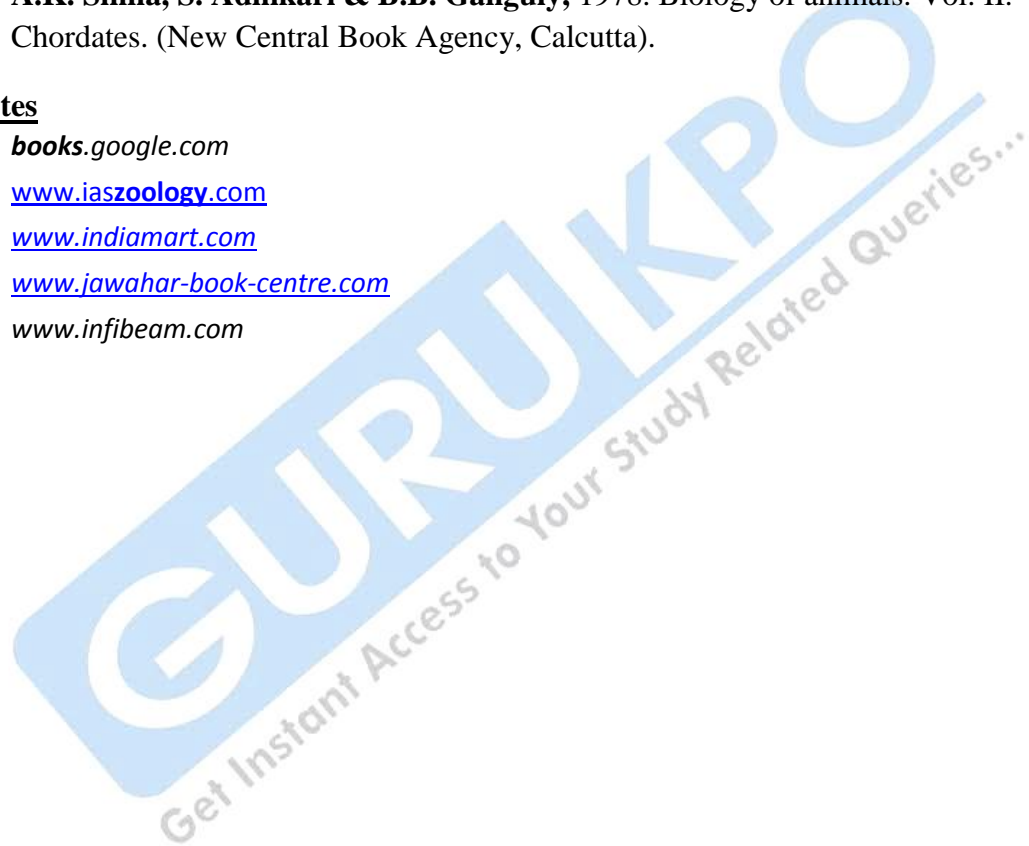 A.K. Sinha, S. Adhikari & B.B. Ganguly, 1978. Biology of animals. Vol. II.
Chordates. (New Central Book Agency, Calcutta).
tes
books.google.com
www.iaszoology.com
www.indiamart.com
www.jawahar-book-centre.com
www.infibeam.com
GURUKPO
Get Instant Access to Your Study Related Queries...